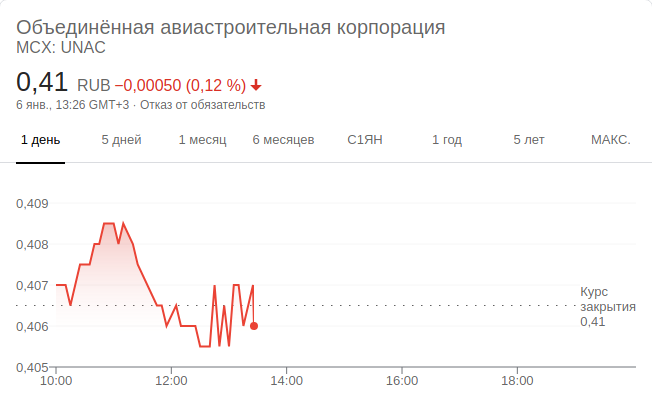 Объединённая авиастроительная корпорация
MCX: UNAC
0,41 RUB −0,00050 (0,12 %)
6 янв., 13:26 GMT+3 · Отказ от обязательств
1 день 5 дней 1 месяц 6 месяцев С1ЯН 1 год 5 лет МАКС.
0,409
0,408
0,407
0,406
0,405
Курс
закрытия
0,41
10:00 12:00 14:00 16:00 18:00